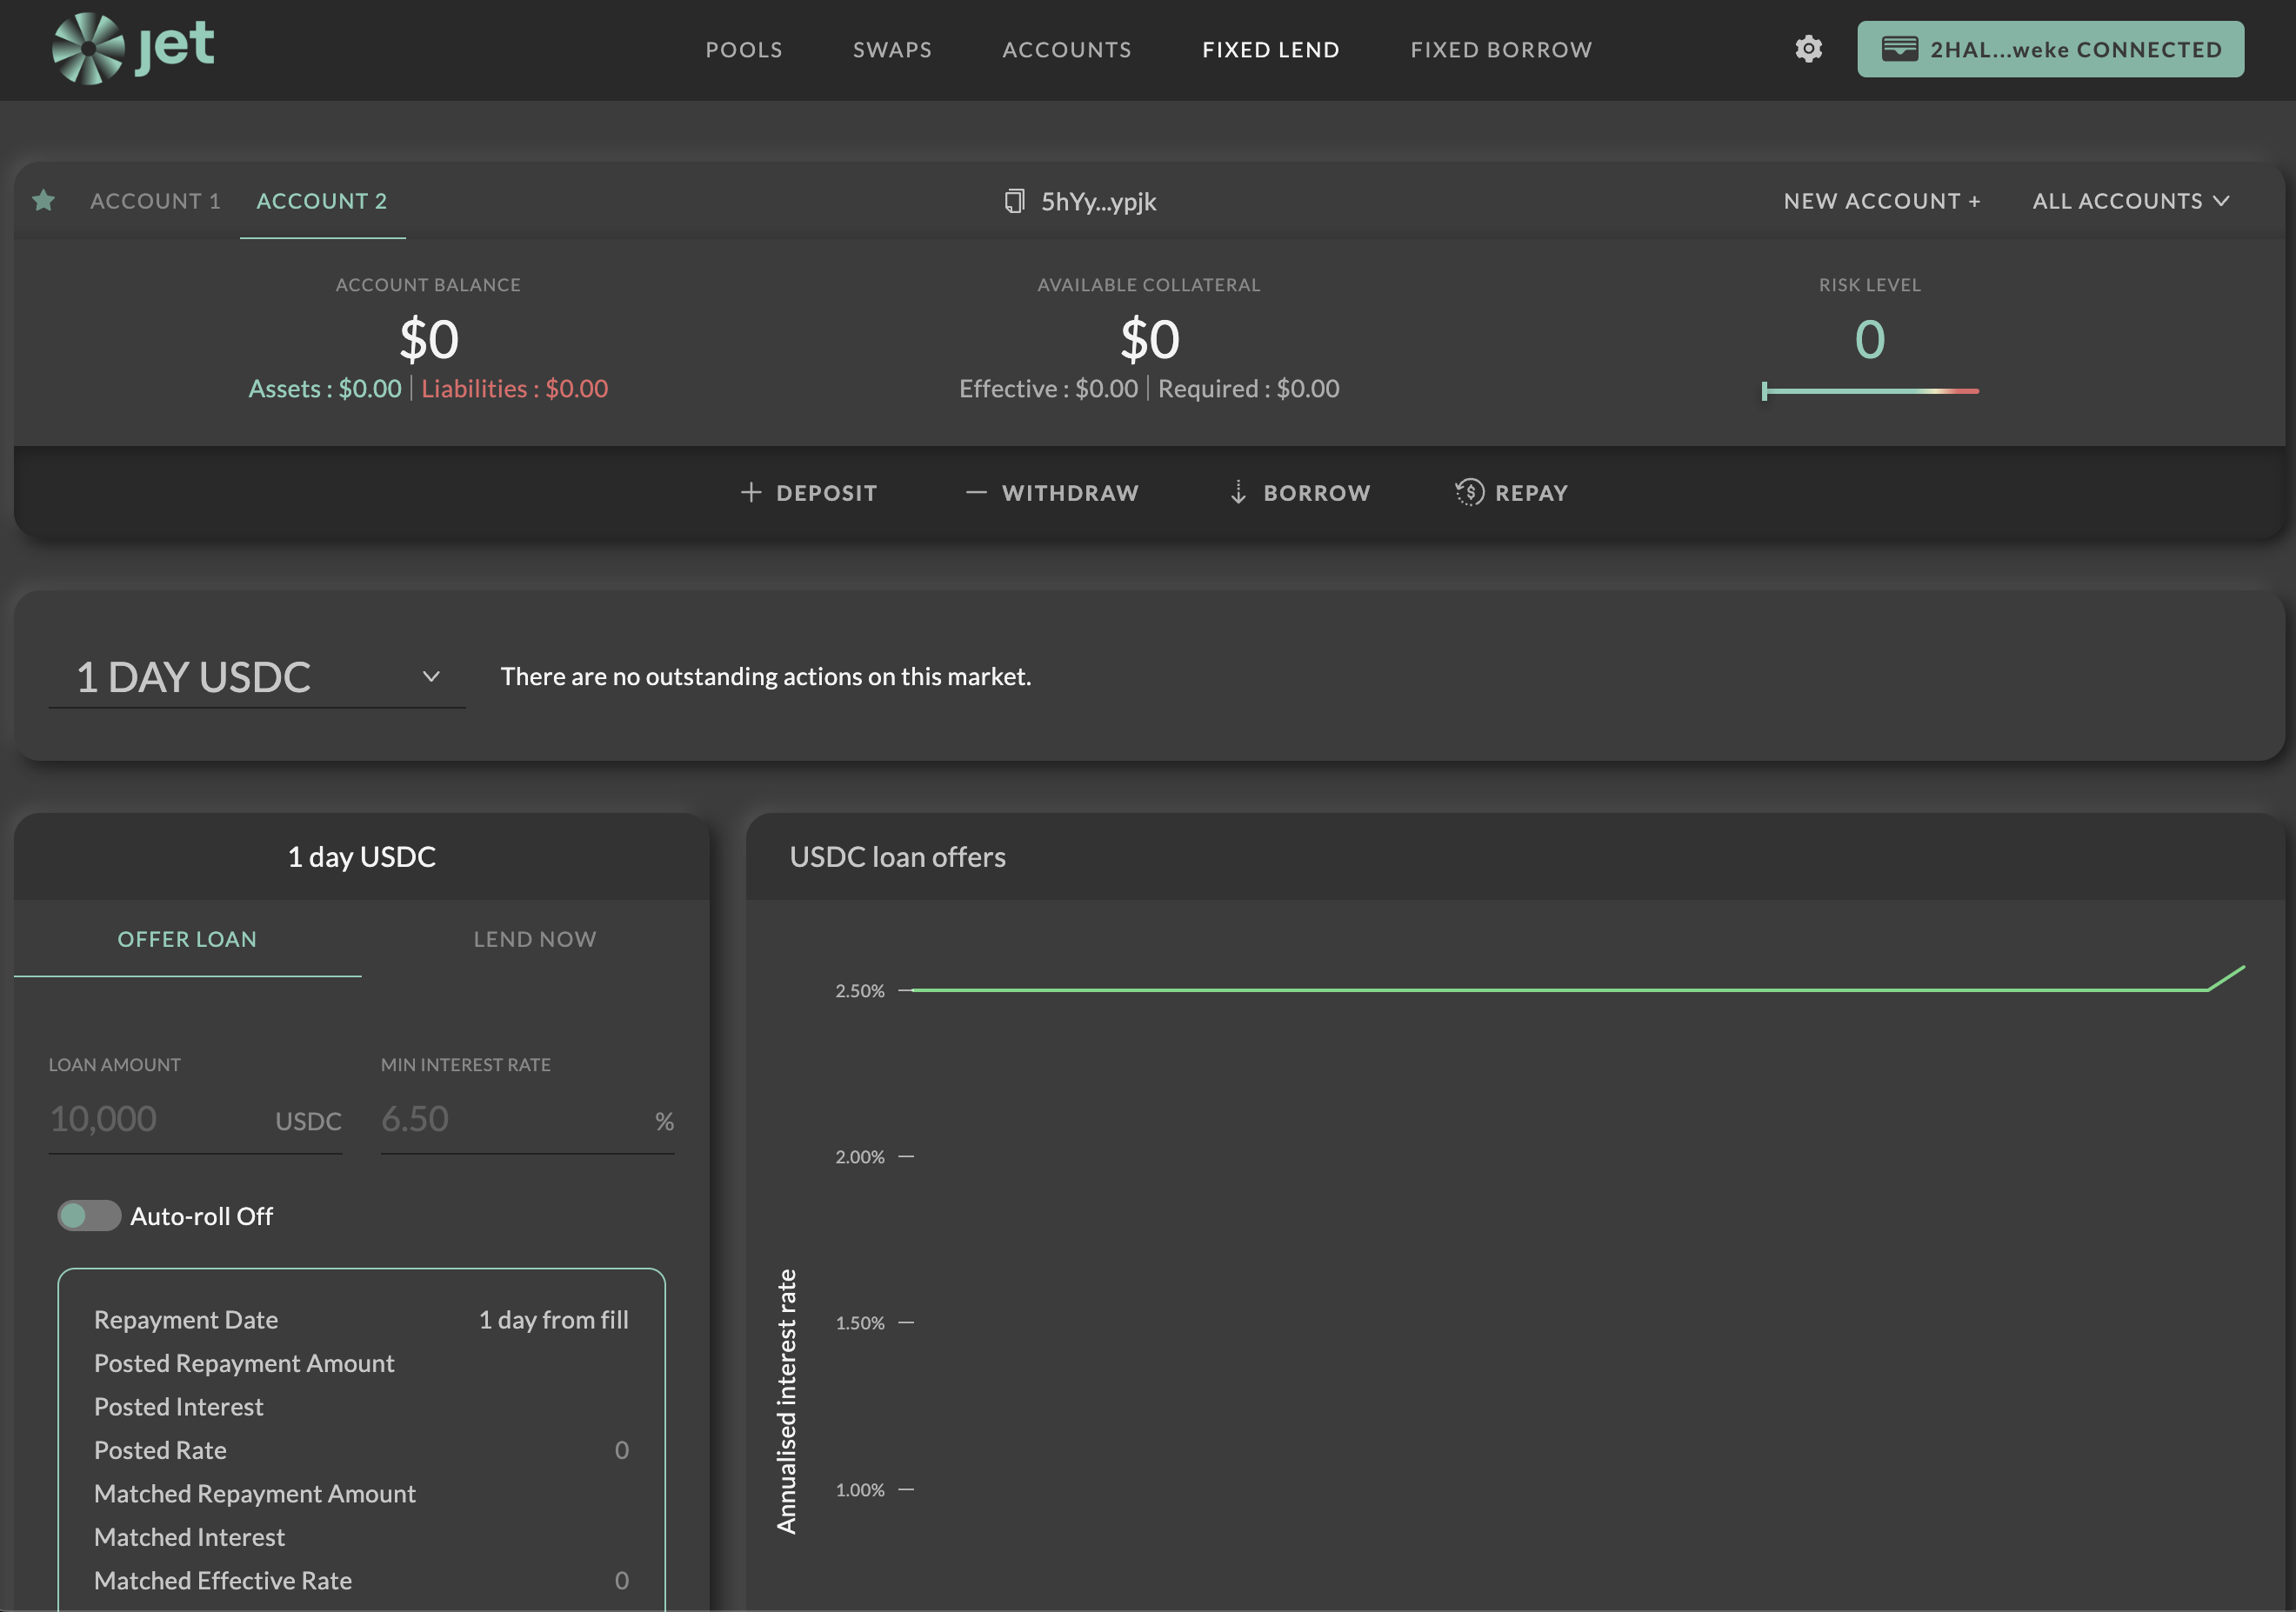 jet
POOLS
SWAPS
ACCOUNTS
FIXED LEND
FIXED BORROW
2HAL...weke CONNECTED
ACCOUNT 1
ACCOUNT 2
5hYy...ypjk
NEW ACCOUNT +
ALL ACCOUNTS
ACCOUNT BALANCE
$0
Assets : $0.00
Liabilities : $0.00
AVAILABLE COLLATERAL
$0
Effective : $0.00
Required : $0.00
RISK LEVEL
0
DEPOSIT
WITHDRAW
BORROW
REPAY
1 DAY USDC
There are no outstanding actions on this market.
1 day USDC
OFFER LOAN
LEND NOW
LOAN AMOUNT
10,000
USDC
MIN INTEREST RATE
6.50
%
Auto-roll Off
Repayment Date
1 day from fill
Posted Repayment Amount
Posted Interest
Posted Rate
0
Matched Repayment Amount
Matched Interest
Matched Effective Rate
0
USDC loan offers
2.50%
2.00%
1.50%
1.00%
Annualised interest rate